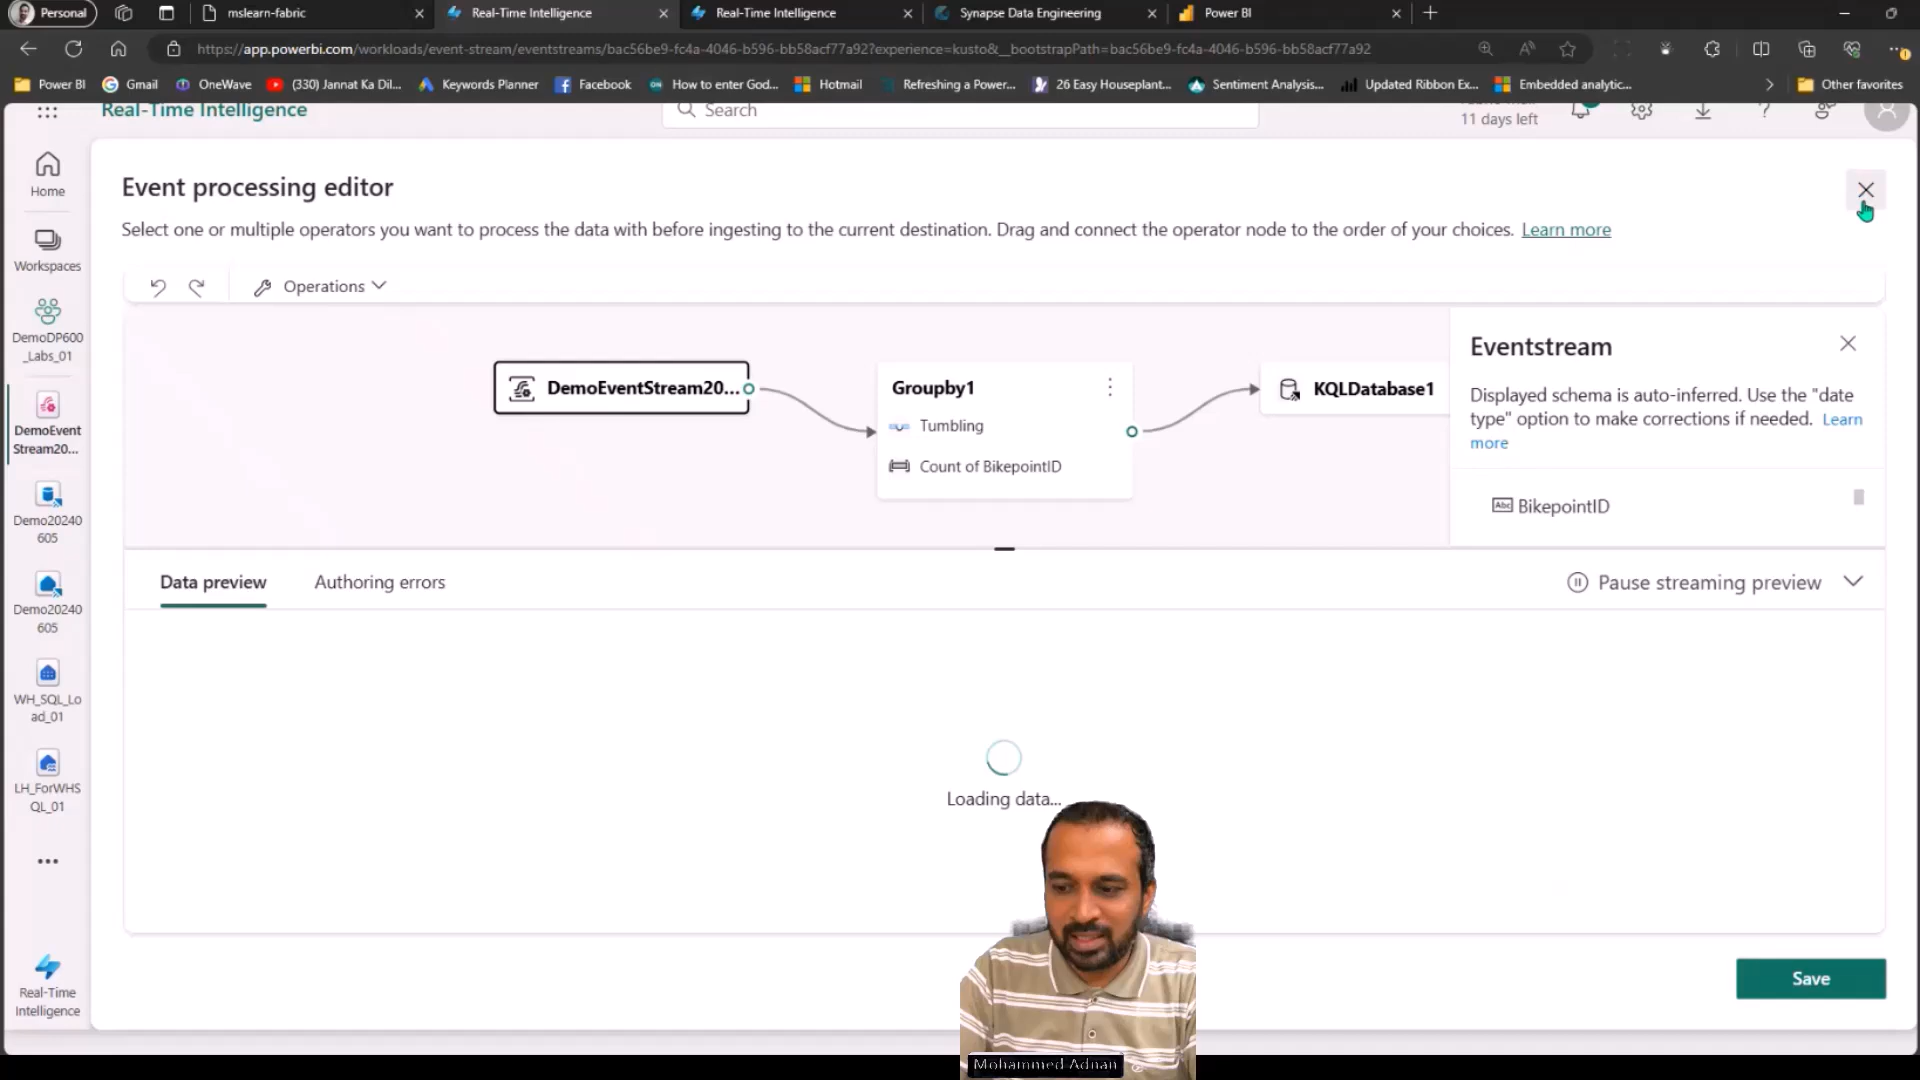 Personal
mslearn-fabric
Real-Time Intelligence
Real-Time Intelligence
Synapse Data Engineering
Power BI
https://app.powerbi.com/workloads/event-stream/eventstreams/bac56be9-fc4a-4046-b596-bb58acf77a92?experience=kusto&__bootstrapPath=bac56be9-fc4a-4046-b596-bb58acf77a92
Power BI
Gmail
OneWave
(330) Jannat Ka Dil...
Keywords Planner
Facebook
How to enter God...
Hotmail
Refreshing a Power...
26 Easy Houseplant...
Sentiment Analysis...
Updated Ribbon Ex...
Embedded analytic...
Other favorites
Real-Time Intelligence
Search
11 days left
Home
Workspaces
DemoDP600
_Labs_01
DemoEvent
Stream20...
Demo20240
605
Demo20240
605
WH_SQL_Lo
ad_01
LH_ForWHS
QL_01
Real-Time
Intelligence
Event processing editor
Select one or multiple operators you want to process the data with before ingesting to the current destination. Drag and connect the operator node to the order of your choices. Learn more
Operations
DemoEventStream20...
Groupby1
Tumbling
Count of BikepointID
KQLDatabase1
Eventstream
Displayed schema is auto-inferred. Use the "date
type" option to make corrections if needed. Learn
more
Abc BikepointID
Data preview
Authoring errors
Pause streaming preview
Loading data...
Save
Mohammed Adnan